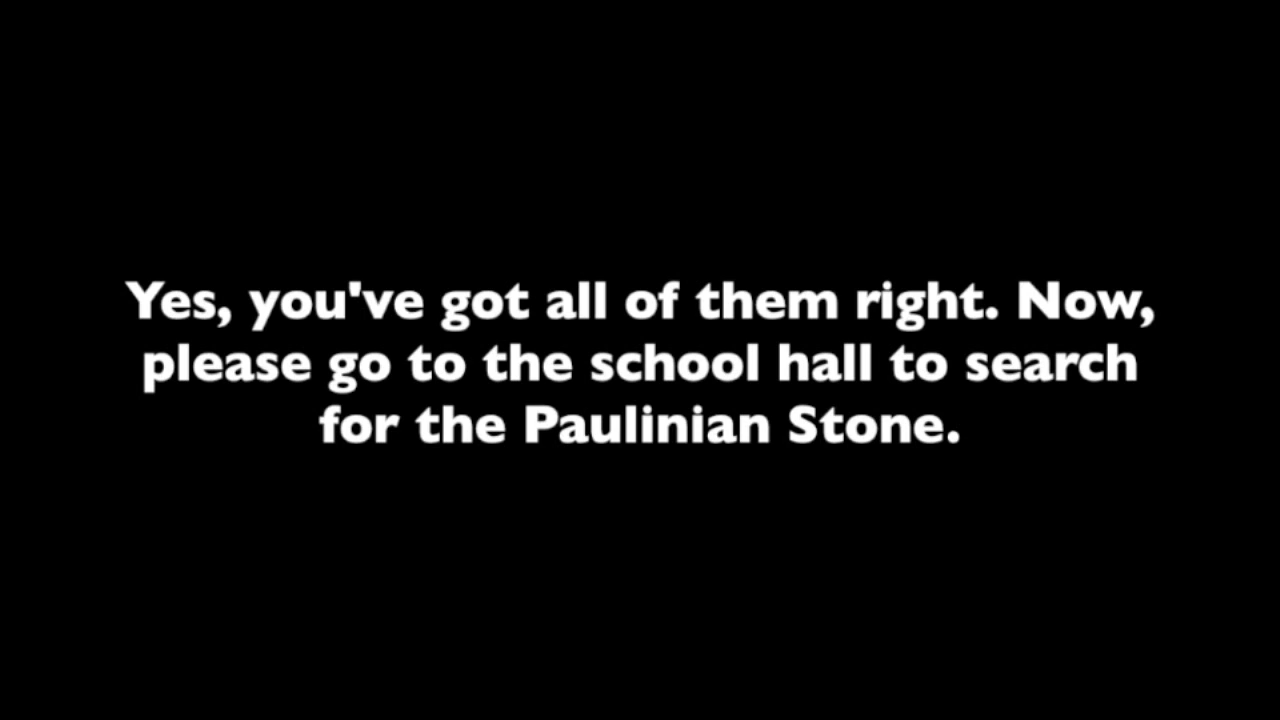 Yes, you've got all of them right. Now,
please go to the school hall to search
for the Paulinian Stone.